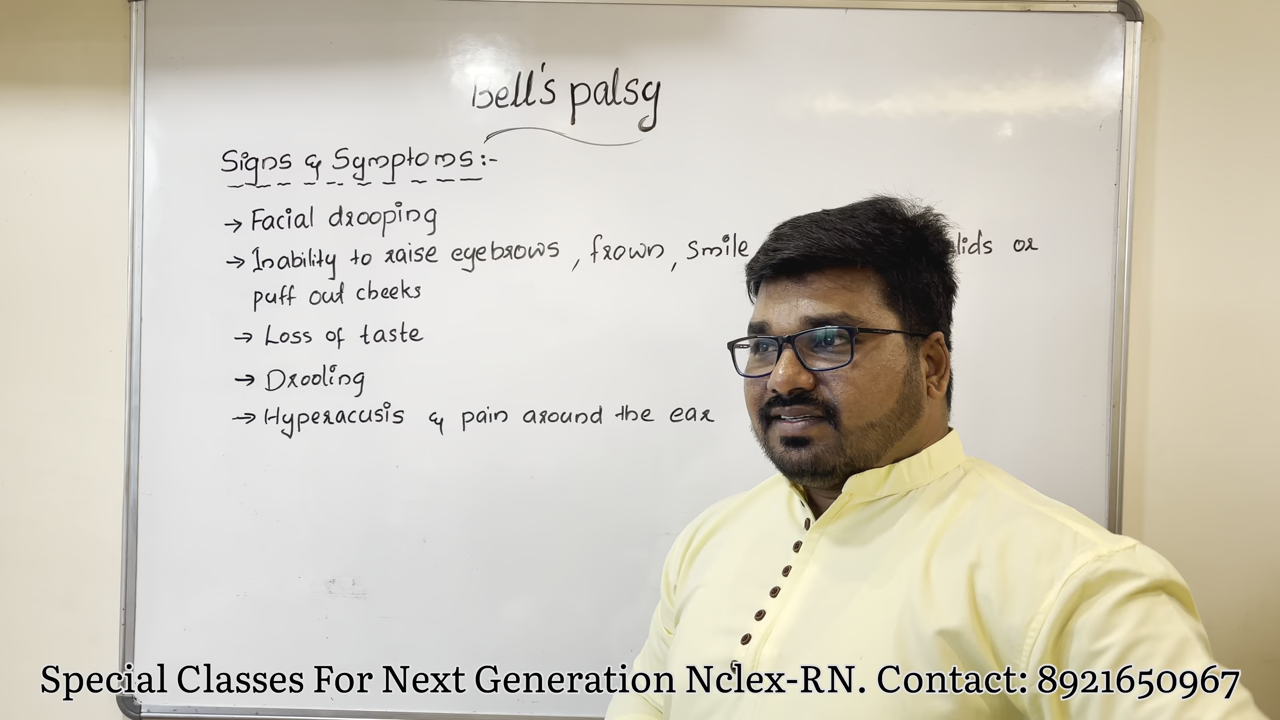 Bell's palsy
Signs & Symptoms:-
→ Facial drooping
→ Inability to raise eyebrows, frown, smile lids or
puff out cheeks
→ Loss of taste
→ Drooling
→ Hyperacusis & pain around the ear
Special Classes For Next Generation Nclex-RN. Contact: 8921650967